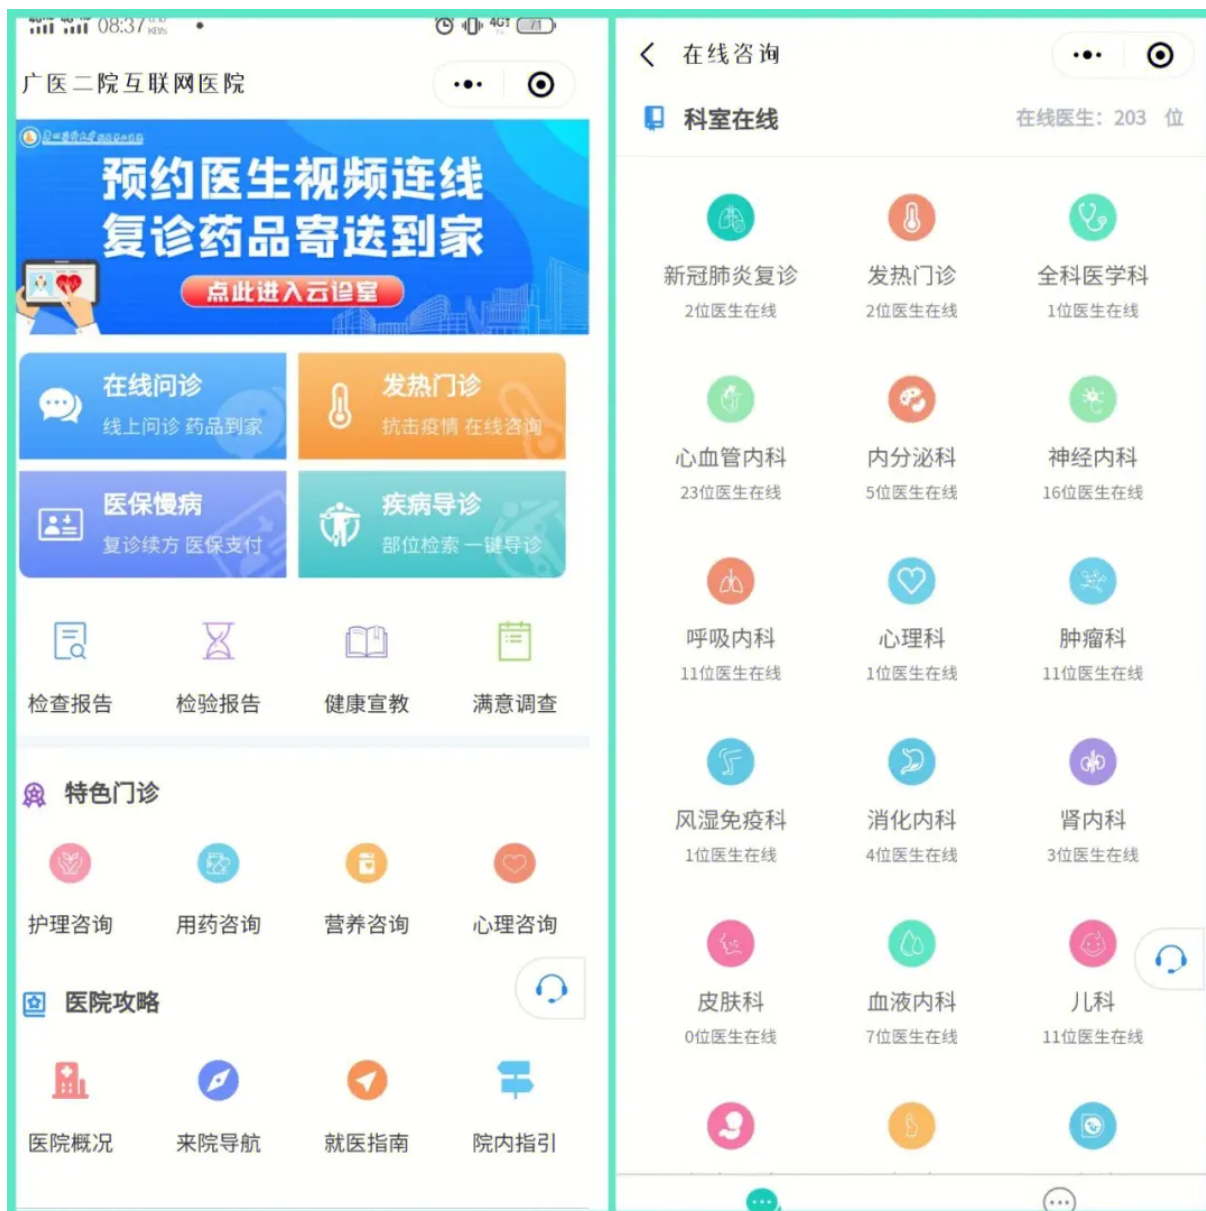 08:37
4G
71
广医二院互联网医院
预约医生视频连线
复诊药品寄送到家
点此进入云诊室
在线问诊
线上问诊 药品到家
发热门诊
抗击疫情 在线咨询
医保慢病
复诊续方 医保支付
疾病导诊
部位检索 一键导诊
检查报告
检验报告
健康宣教
满意调查
特色门诊
护理咨询
用药咨询
营养咨询
心理咨询
医院攻略
医院概况
来院导航
就医指南
院内指引
在线咨询
科室在线
在线医生：203 位
新冠肺炎复诊
2位医生在线
发热门诊
2位医生在线
全科医学科
1位医生在线
心血管内科
23位医生在线
内分泌科
5位医生在线
神经内科
16位医生在线
呼吸内科
11位医生在线
心理科
1位医生在线
肿瘤科
11位医生在线
风湿免疫科
1位医生在线
消化内科
4位医生在线
肾内科
3位医生在线
皮肤科
0位医生在线
血液内科
7位医生在线
儿科
11位医生在线